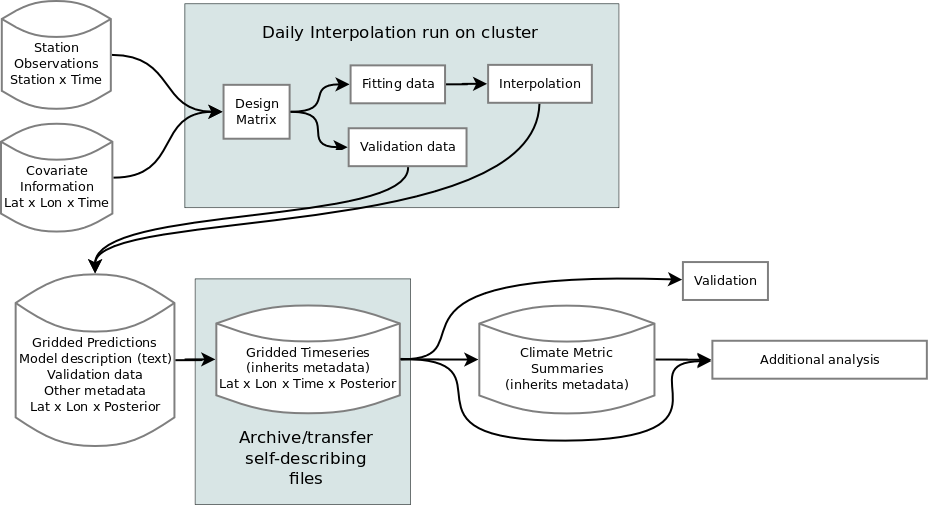 Station
Observations
Station x Time
Covariate
Information
Lat x Lon x Time
Daily Interpolation run on cluster
Design
Matrix
Fitting data
Interpolation
Validation data
Gridded Predictions
Model description (text)
Validation data
Other metadata
Lat x Lon x Posterior
Gridded Timeseries
(inherits metadata)
Lat x Lon x Time x Posterior
Archive/transfer
self-describing
files
Climate Metric
Summaries
(inherits metadata)
Validation
Additional analysis